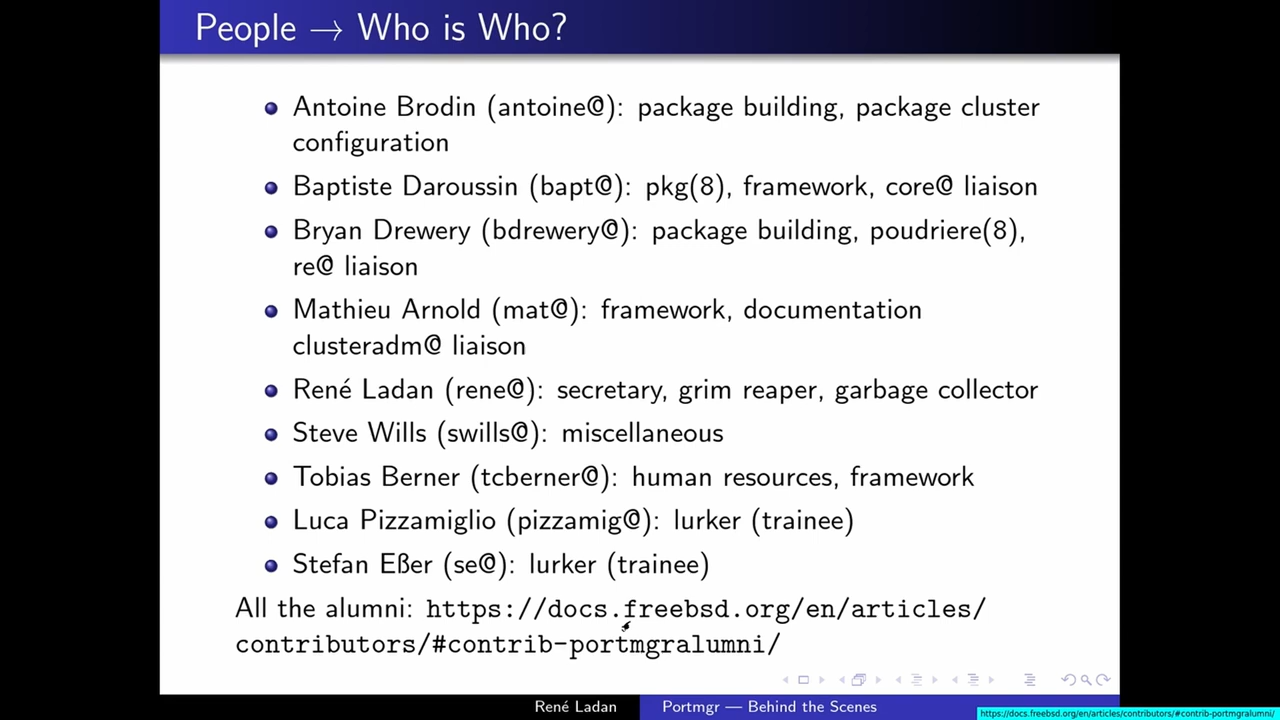 People → Who is Who?
Antoine Brodin (antoine@): package building, package cluster
configuration
Baptiste Daroussin (bapt@): pkg(8), framework, core@ liaison
Bryan Drewery (bdrewery@): package building, poudriere(8),
re@ liaison
Mathieu Arnold (mat@): framework, documentation
clusteradm@ liaison
René Ladan (rene@): secretary, grim reaper, garbage collector
Steve Wills (swills@): miscellaneous
Tobias Berner (tcberner@): human resources, framework
Luca Pizzamiglio (pizzamig@): lurker (trainee)
Stefan Eßer (se@): lurker (trainee)
All the alumni: https://docs.freebsd.org/en/articles/
contributors/#contrib-portmgralumni/
René Ladan
Portmgr — Behind the Scenes
https://docs.freebsd.org/en/articles/contributors/#contrib-portmgralumni/